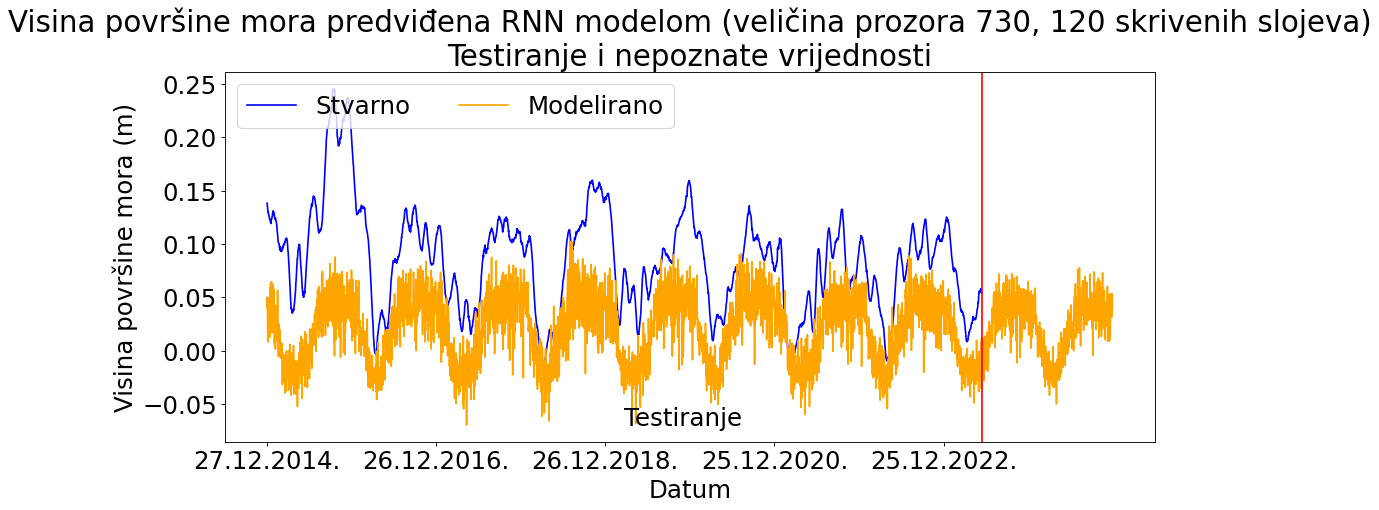 Visina površine mora predviđena RNN modelom (veličina prozora 730, 120 skrivenih slojeva)
Testiranje i nepoznate vrijednosti
Stvarno Modelirano
Visina površine mora (m)
0.25
0.20
0.15
0.10
0.05
0.00
−0.05
Testiranje
27.12.2014. 26.12.2016. 26.12.2018. 25.12.2020. 25.12.2022.
Datum